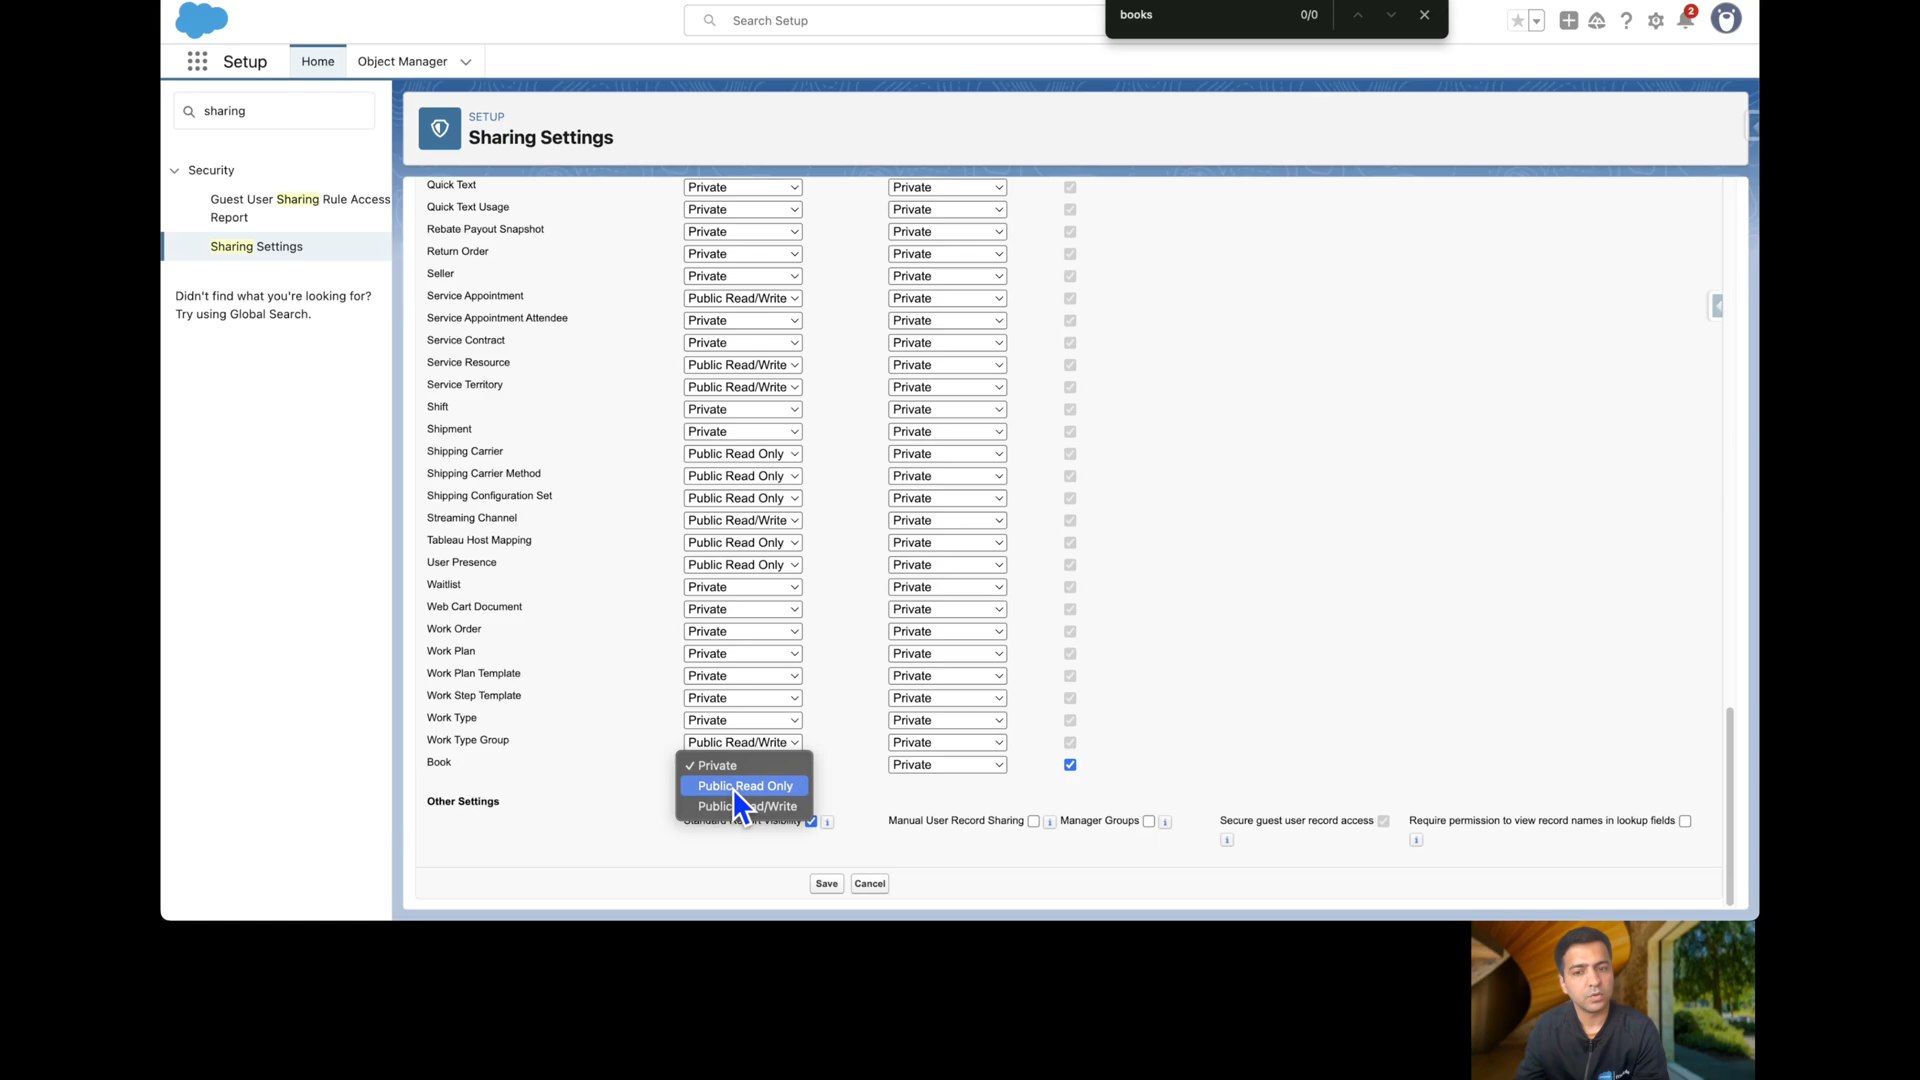 books 0/0
Search Setup
2
Setup Home Object Manager
sharing
Security
Guest User Sharing Rule Access
Report
Sharing Settings
Didn't find what you're looking for?
Try using Global Search.
SETUP
Sharing Settings
Quick Text Private Private
Quick Text Usage Private Private
Rebate Payout Snapshot Private Private
Return Order Private Private
Seller Private Private
Service Appointment Public Read/Write Private
Service Appointment Attendee Private Private
Service Contract Private Private
Service Resource Public Read/Write Private
Service Territory Public Read/Write Private
Shift Private Private
Shipment Private Private
Shipping Carrier Public Read Only Private
Shipping Carrier Method Public Read Only Private
Shipping Configuration Set Public Read Only Private
Streaming Channel Public Read/Write Private
Tableau Host Mapping Public Read Only Private
User Presence Public Read Only Private
Waitlist Private Private
Web Cart Document Private Private
Work Order Private Private
Work Plan Private Private
Work Plan Template Private Private
Work Step Template Private Private
Work Type Private Private
Work Type Group Public Read/Write Private
Book Private Private
Public Read Only
Other Settings
Manual User Record Sharing Manager Groups Secure guest user record access Require permission to view record names in lookup fields
Save Cancel